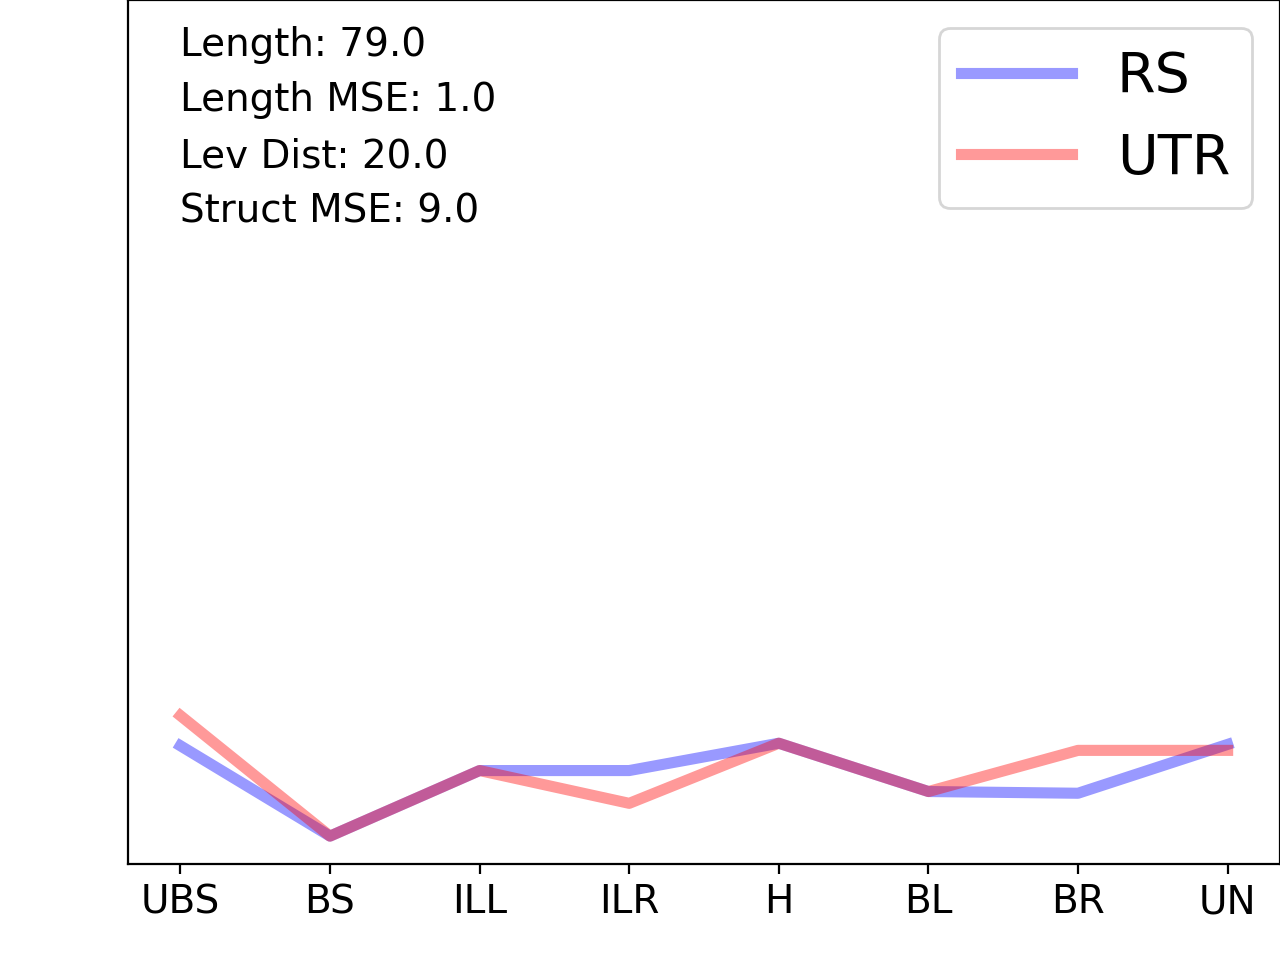 Length: 79.0
Length MSE: 1.0
Lev Dist: 20.0
Struct MSE: 9.0
RS
UTR
UBS BS ILL ILR H BL BR UN